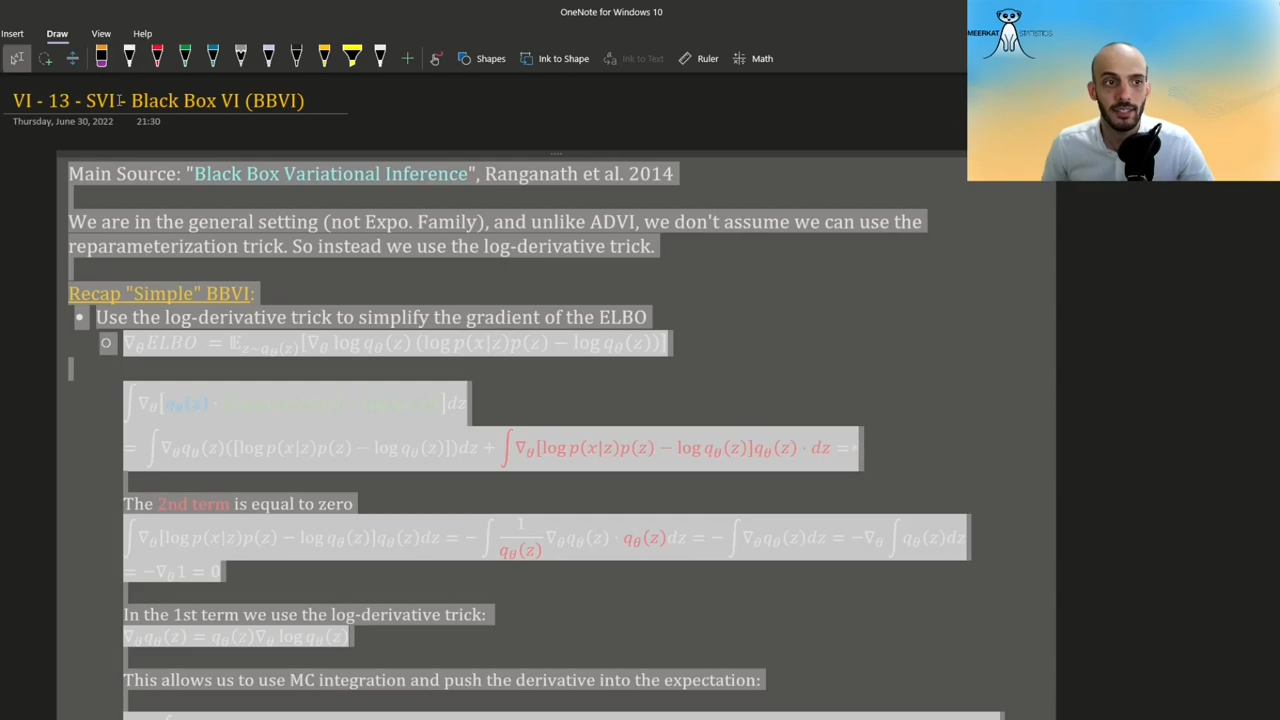 OneNote for Windows 10
Insert Draw View Help
Shapes Ink to Shape Ink to Text Ruler Math
MEERKAT STATISTICS
VI - 13 - SVI - Black Box VI (BBVI)
Thursday, June 30, 2022 21:30
Main Source: "Black Box Variational Inference", Ranganath et al. 2014
We are in the general setting (not Expo. Family), and unlike ADVI, we don't assume we can use the
reparameterization trick. So instead we use the log-derivative trick.
Recap "Simple" BBVI:
• Use the log-derivative trick to simplify the gradient of the ELBO
○ ∇θELBO = 𝔼z~qθ(z)[∇θ log qθ(z) (log p(x|z)p(z) − log qθ(z))]
∫ ∇θ[qθ(z) · ]dz
= ∫ ∇θqθ(z)([log p(x|z)p(z) − log qθ(z)])dz + ∫ ∇θ[log p(x|z)p(z) − log qθ(z)]qθ(z) · dz =
The 2nd term is equal to zero
∫ ∇θ[log p(x|z)p(z) − log qθ(z)]qθ(z)dz = − ∫ 1/qθ(z) ∇θqθ(z) · qθ(z)dz = − ∫ ∇θqθ(z)dz = −∇θ ∫ qθ(z)dz
= −∇θ1 = 0
In the 1st term we use the log-derivative trick:
∇θqθ(z) = qθ(z)∇θ log qθ(z)
This allows us to use MC integration and push the derivative into the expectation: